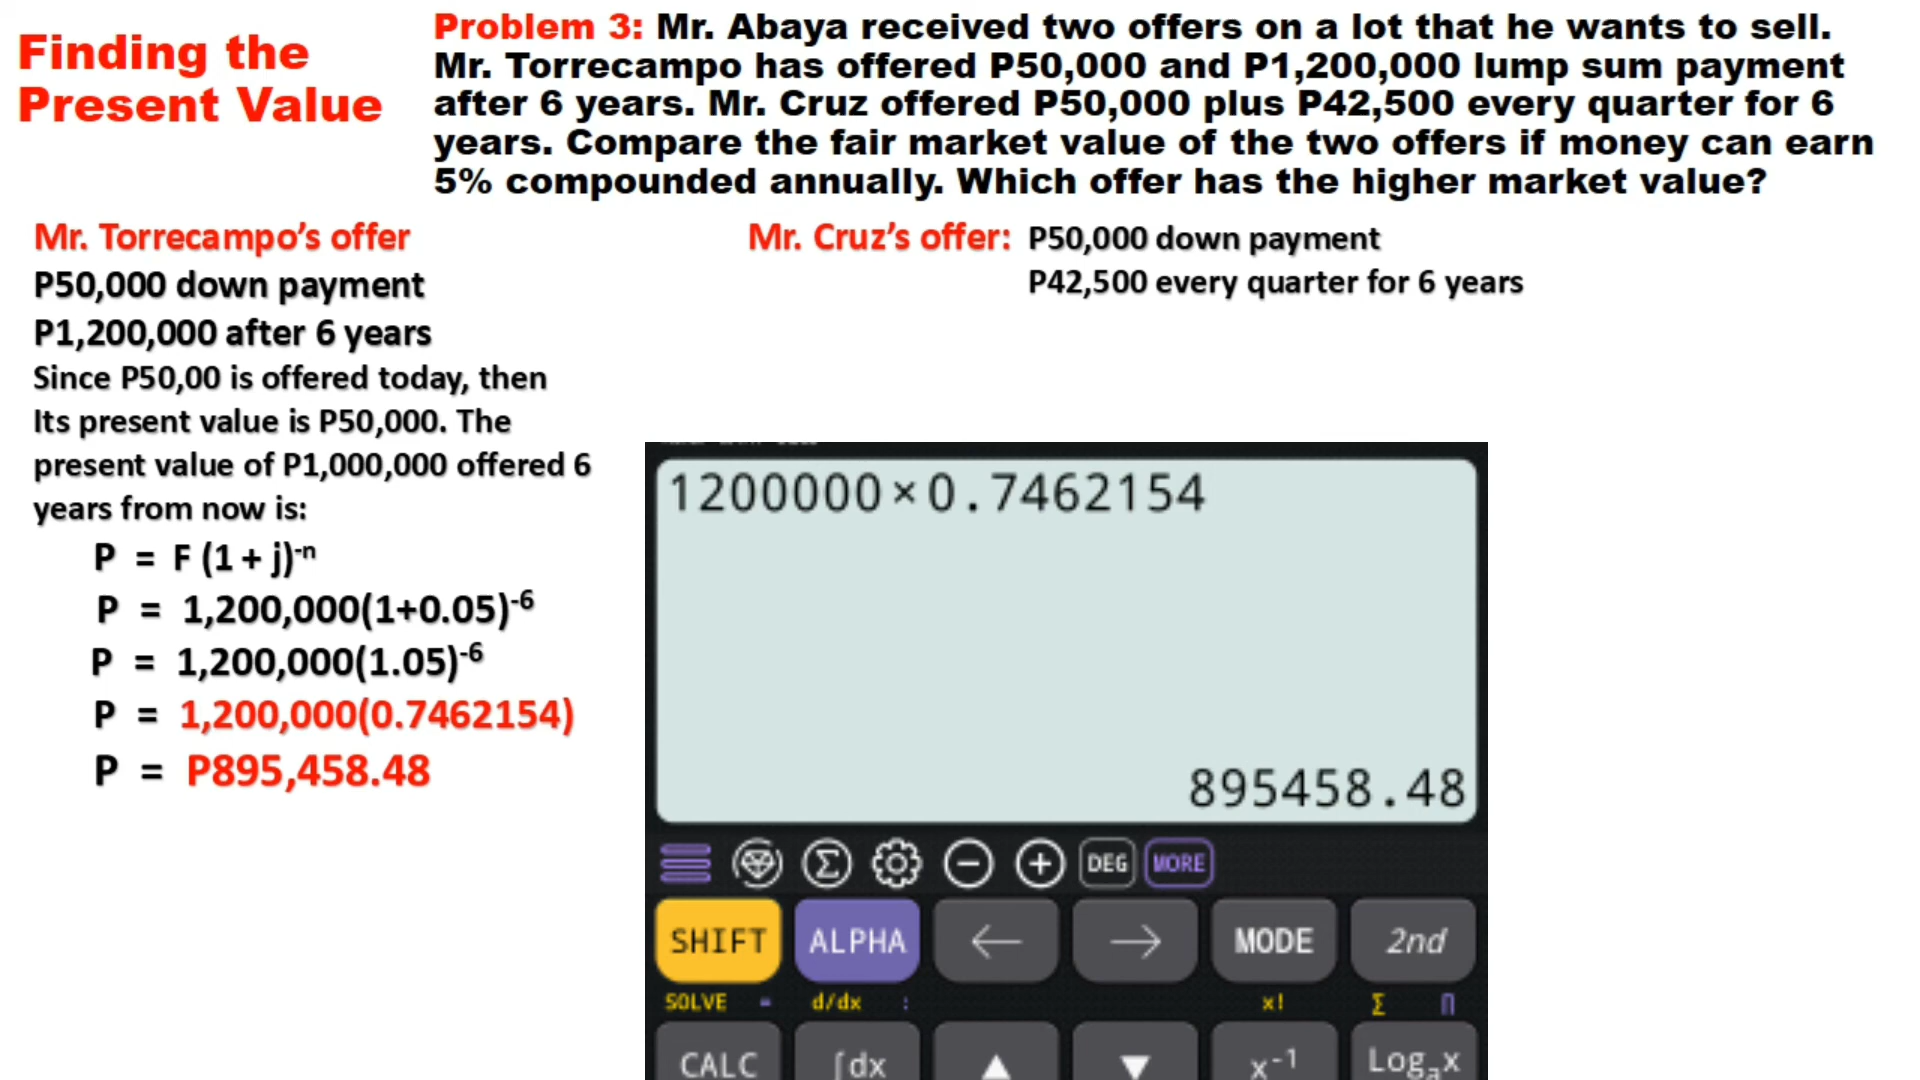 Finding the
Present Value
Problem 3: Mr. Abaya received two offers on a lot that he wants to sell.
Mr. Torrecampo has offered P50,000 and P1,200,000 lump sum payment
after 6 years. Mr. Cruz offered P50,000 plus P42,500 every quarter for 6
years. Compare the fair market value of the two offers if money can earn
5% compounded annually. Which offer has the higher market value?
Mr. Torrecampo’s offer
P50,000 down payment
P1,200,000 after 6 years
Since P50,00 is offered today, then
Its present value is P50,000. The
present value of P1,000,000 offered 6
years from now is:
P = F (1 + j)⁻ⁿ
P = 1,200,000(1+0.05)⁻⁶
P = 1,200,000(1.05)⁻⁶
P = 1,200,000(0.7462154)
P = P895,458.48
Mr. Cruz’s offer: P50,000 down payment
P42,500 every quarter for 6 years
1200000×0.7462154
895458.48
DEG MORE
SHIFT ALPHA ← → MODE 2nd
SOLVE = d/dx : x! Σ Π
CALC ∫dx ▲ ▼ x⁻¹ Logₐx